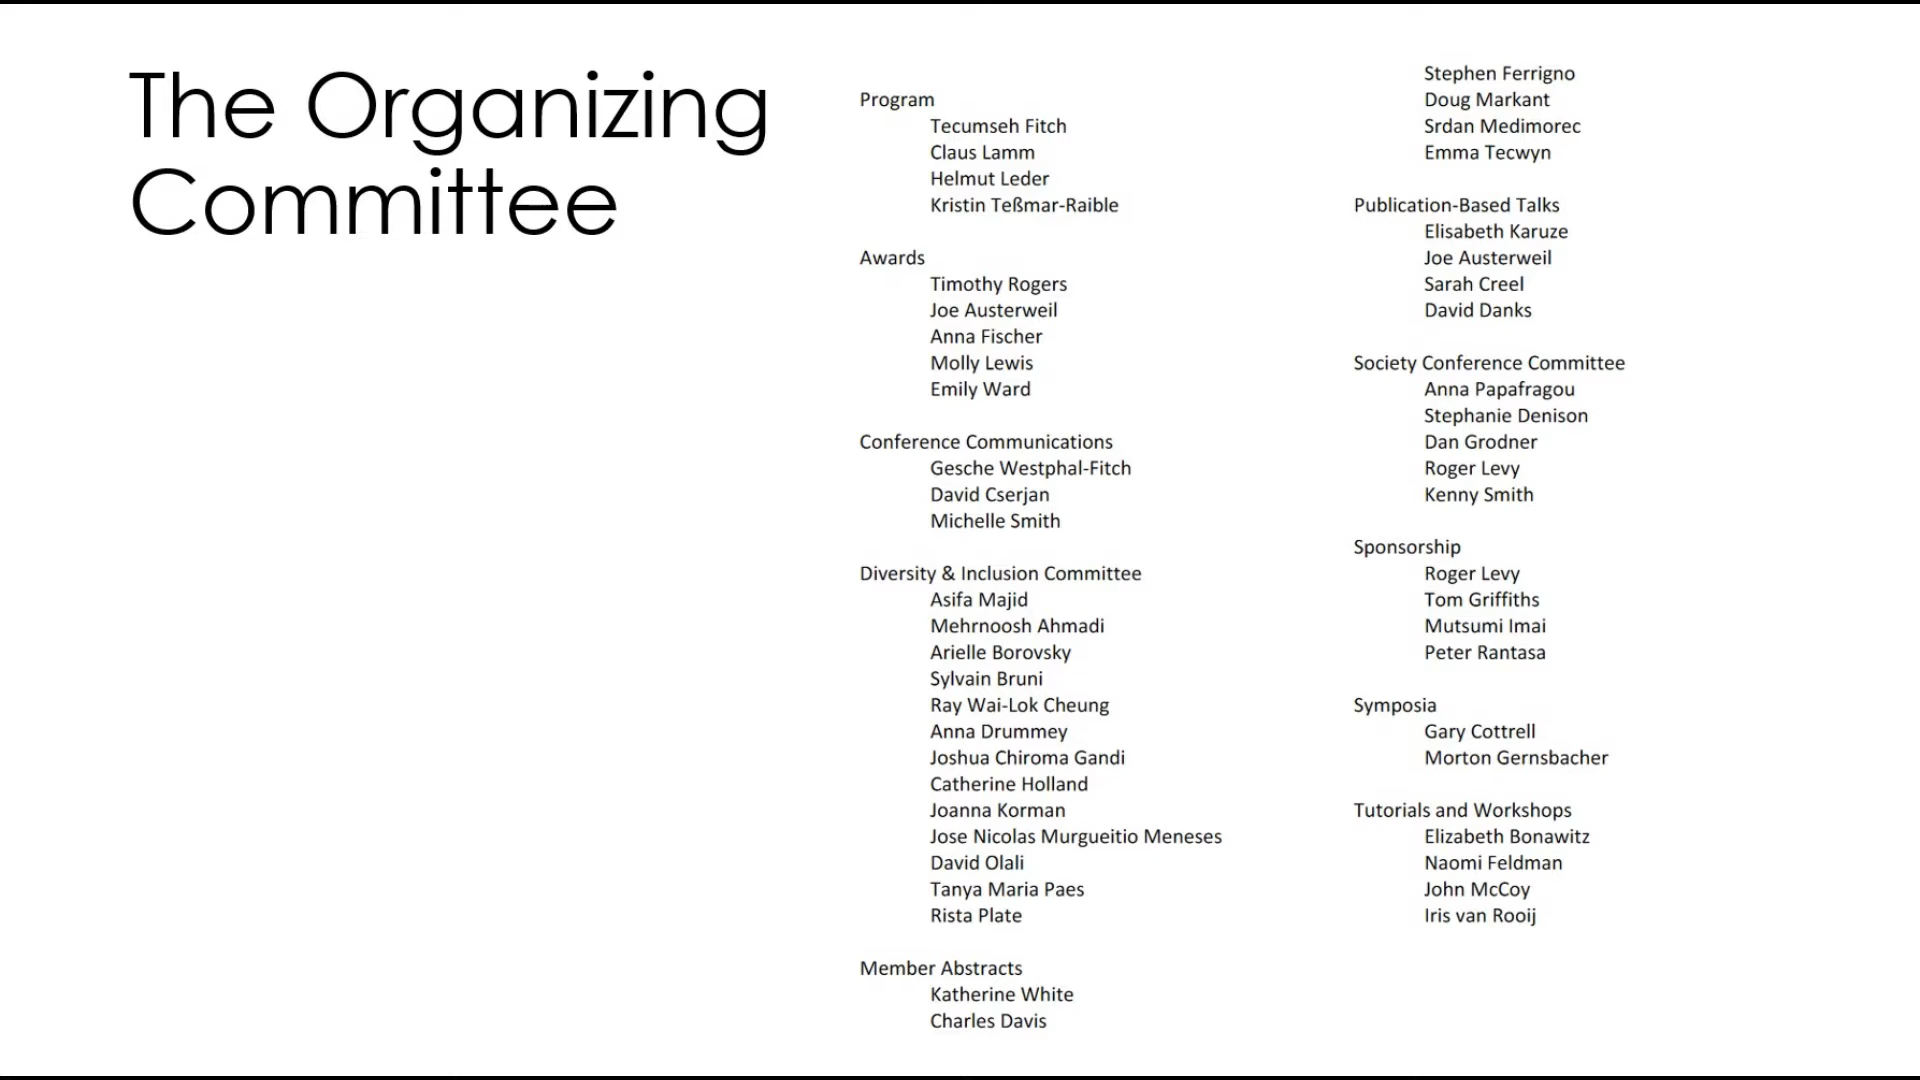 The Organizing
Committee
Program
Tecumseh Fitch
Claus Lamm
Helmut Leder
Kristin Teßmar-Raible
Awards
Timothy Rogers
Joe Austerweil
Anna Fischer
Molly Lewis
Emily Ward
Conference Communications
Gesche Westphal-Fitch
David Cserjan
Michelle Smith
Diversity & Inclusion Committee
Asifa Majid
Mehrnoosh Ahmadi
Arielle Borovsky
Sylvain Bruni
Ray Wai-Lok Cheung
Anna Drummey
Joshua Chiroma Gandi
Catherine Holland
Joanna Korman
Jose Nicolas Murgueitio Meneses
David Olali
Tanya Maria Paes
Rista Plate
Member Abstracts
Katherine White
Charles Davis
Stephen Ferrigno
Doug Markant
Srdan Medimorec
Emma Tecwyn
Publication-Based Talks
Elisabeth Karuze
Joe Austerweil
Sarah Creel
David Danks
Society Conference Committee
Anna Papafragou
Stephanie Denison
Dan Grodner
Roger Levy
Kenny Smith
Sponsorship
Roger Levy
Tom Griffiths
Mutsumi Imai
Peter Rantasa
Symposia
Gary Cottrell
Morton Gernsbacher
Tutorials and Workshops
Elizabeth Bonawitz
Naomi Feldman
John McCoy
Iris van Rooij